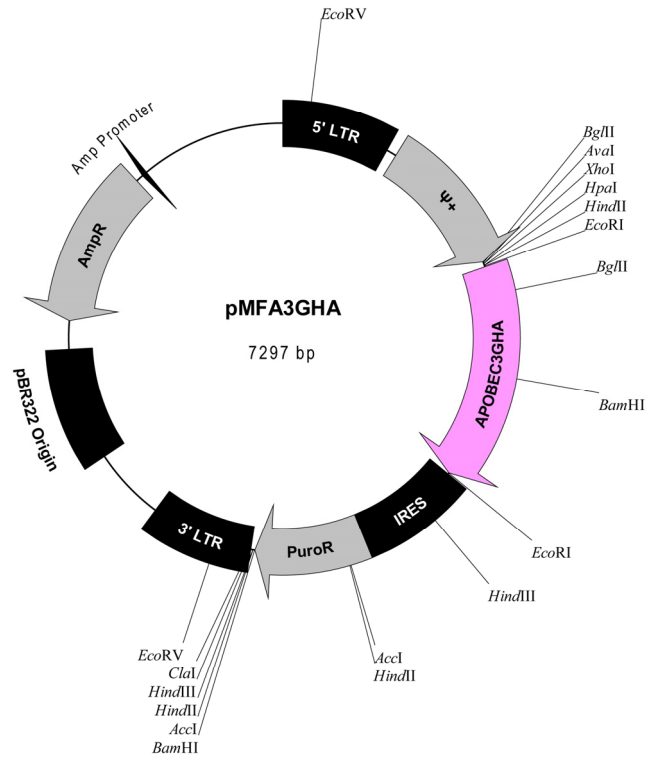 EcoRV
5' LTR
Ψ+
BglII
AvaI
XhoI
HpaI
HindII
EcoRI
BglII
APOBEC3GHA
BamHI
EcoRI
IRES
HindIII
PuroR
AccI
HindII
3' LTR
EcoRV
ClaI
HindIII
HindII
AccI
BamHI
pBR322 Origin
AmpR
Amp Promoter
pMFA3GHA
7297 bp